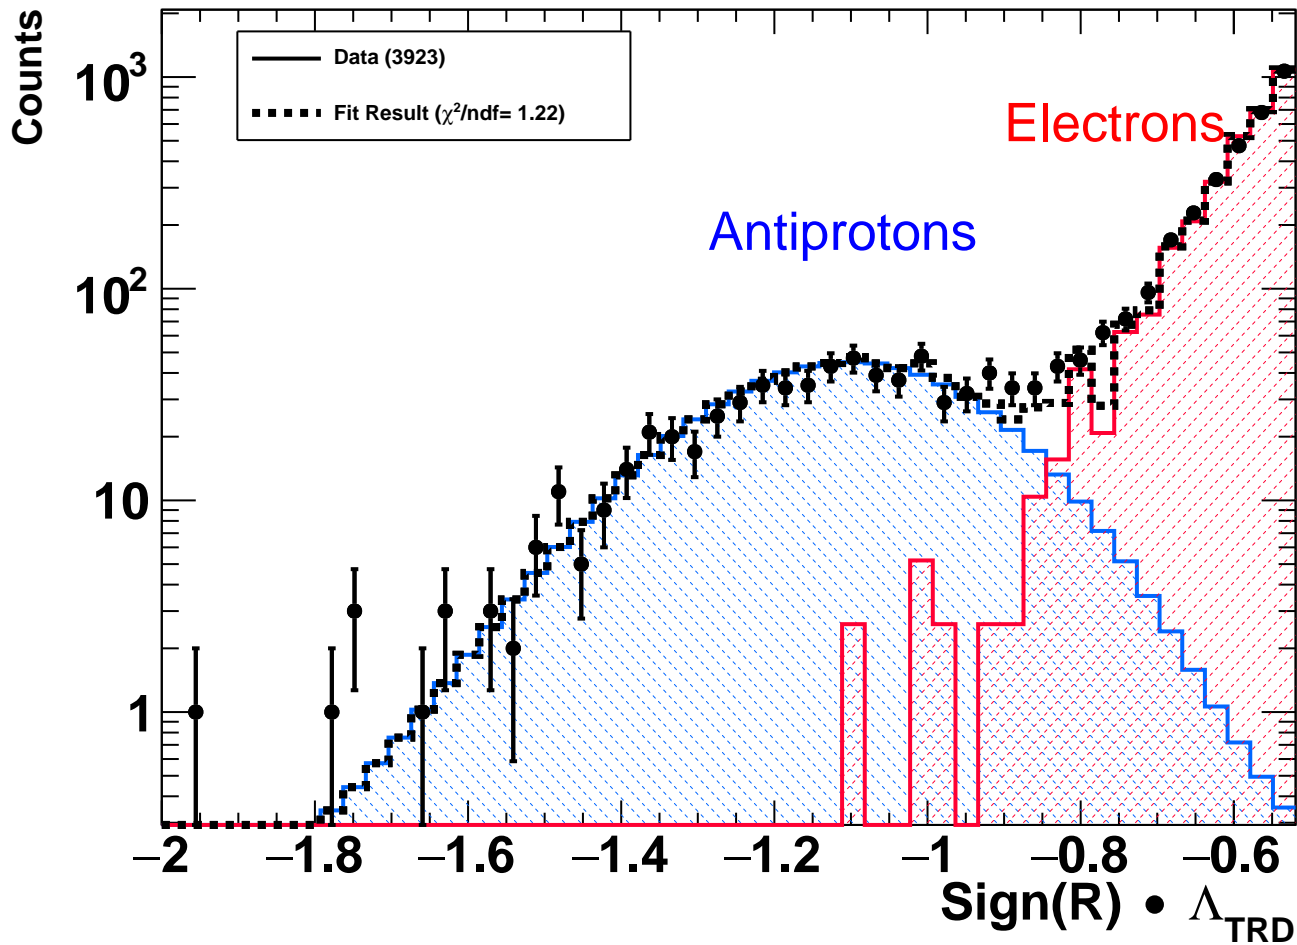 Counts
Data (3923)
Fit Result (χ²/ndf= 1.22)
Electrons
Antiprotons
10³
10²
10
1
−2 −1.8 −1.6 −1.4 −1.2 −1 −0.8 −0.6
Sign(R) • Λ_TRD